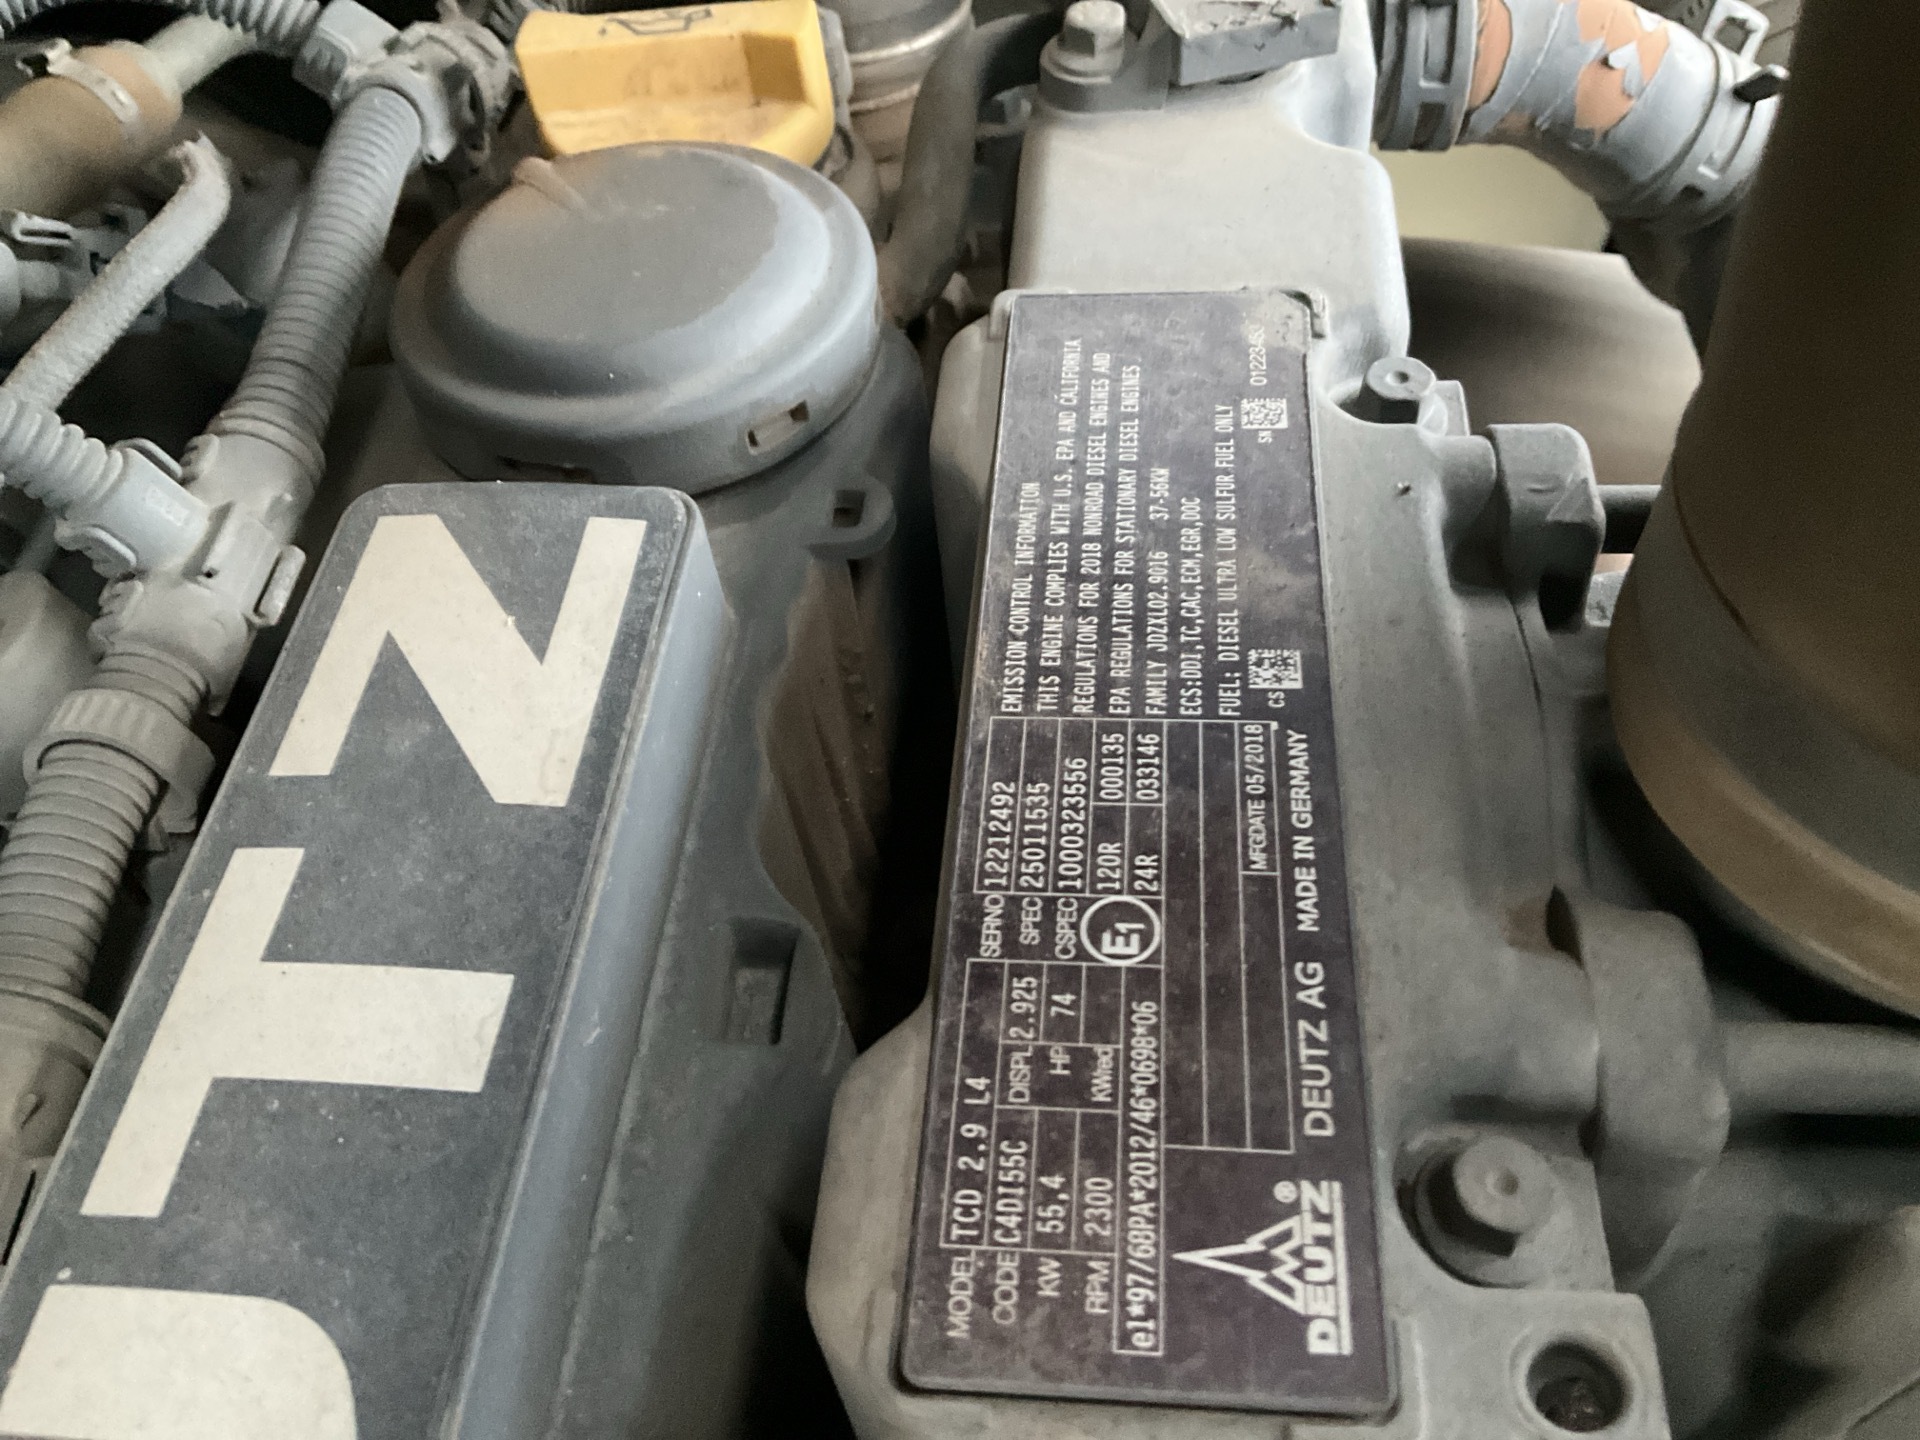 UTZ
MODEL TCD 2.9 L4
CODE C4DI55C DISPL 2.925
KW 55,4 HP 74
RPM 2300 KWred
SERNO 12212492
SPEC 25011535
CSPEC 1000323556
E1 120R 000135
24R 033146
e1*97/68PA*2012/46*0698*06
MFGDATE 05/2018
DEUTZ®
DEUTZ AG MADE IN GERMANY
EMISSION CONTROL INFORMATION
THIS ENGINE COMPLIES WITH U.S. EPA AND CALIFORNIA
REGULATIONS FOR 2018 NONROAD DIESEL ENGINES AND
EPA REGULATIONS FOR STATIONARY DIESEL ENGINES
FAMILY JDZXL02.9016 37-56KW
ECS:DDI,TC,CAC,ECM,EGR,DOC
FUEL: DIESEL ULTRA LOW SULFUR FUEL ONLY
CS SN